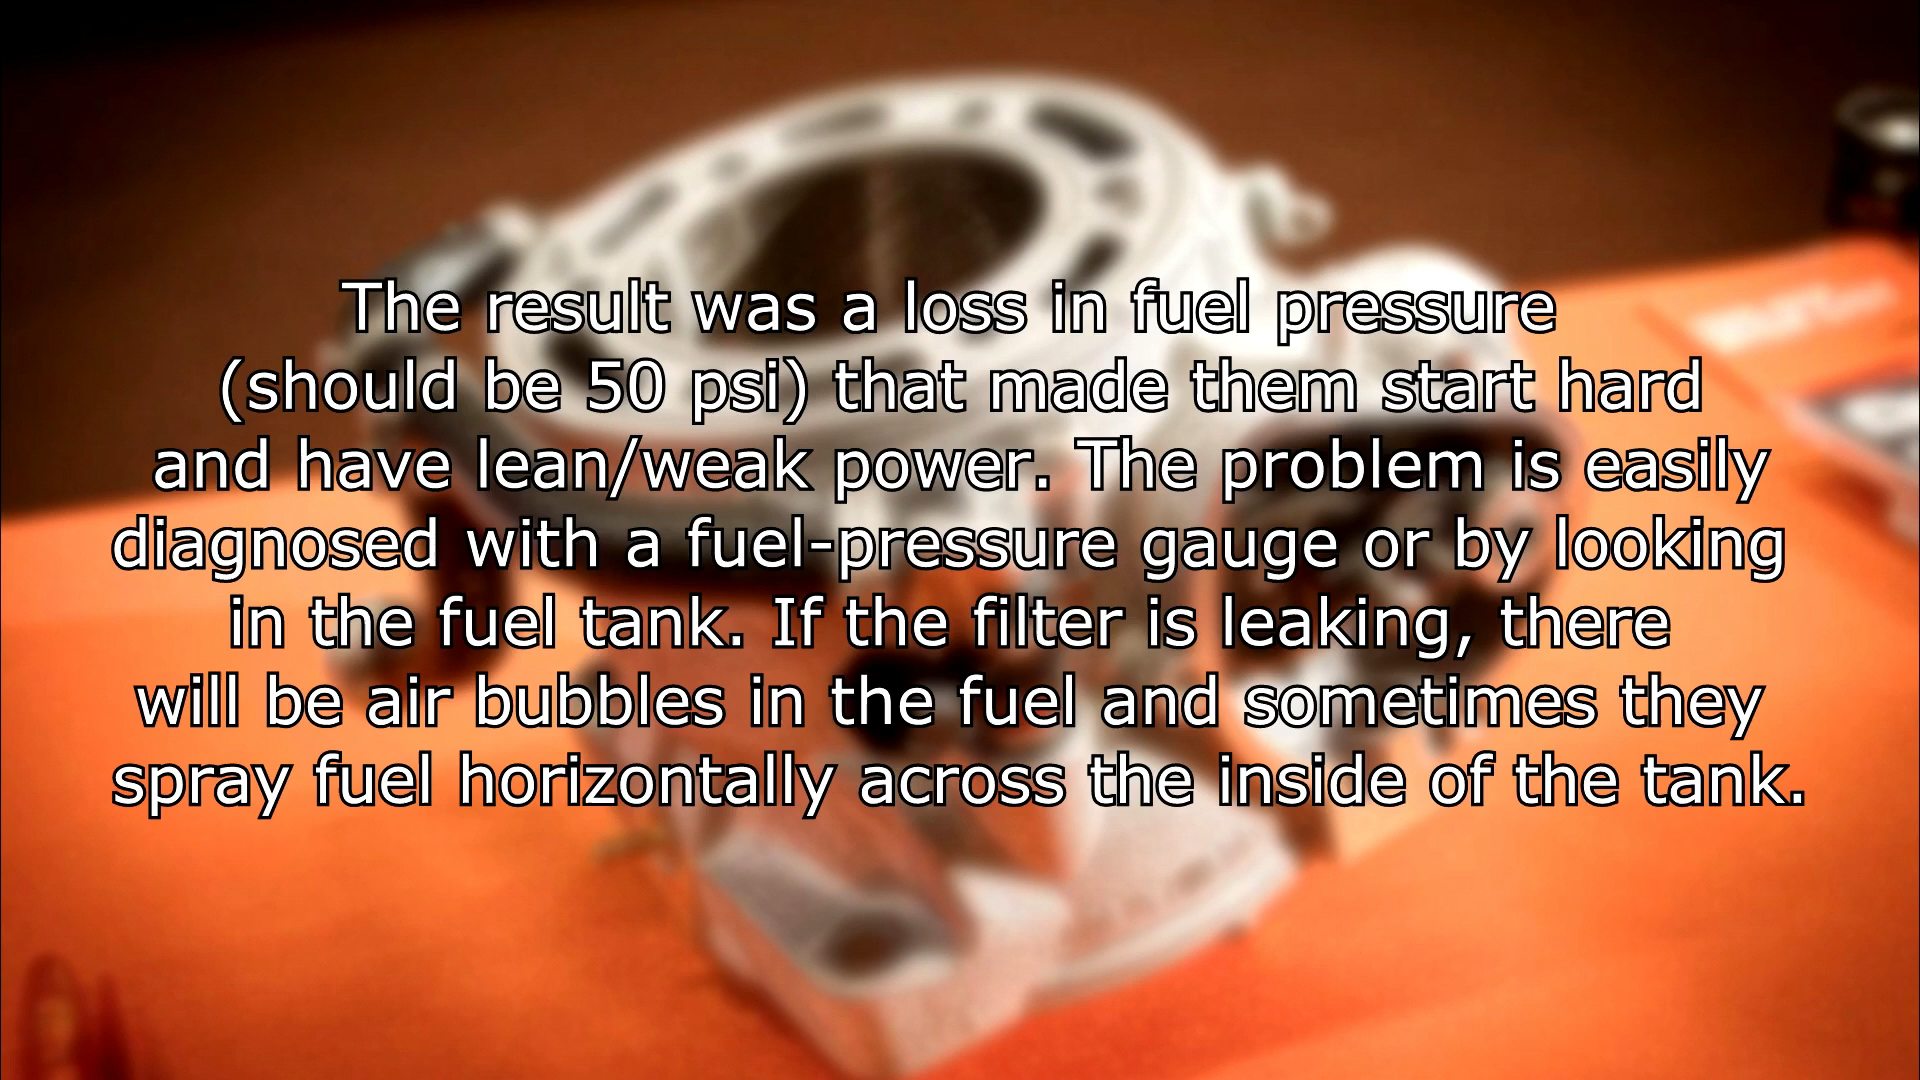 The result was a loss in fuel pressure
(should be 50 psi) that made them start hard
and have lean/weak power. The problem is easily
diagnosed with a fuel-pressure gauge or by looking
in the fuel tank. If the filter is leaking, there
will be air bubbles in the fuel and sometimes they
spray fuel horizontally across the inside of the tank.